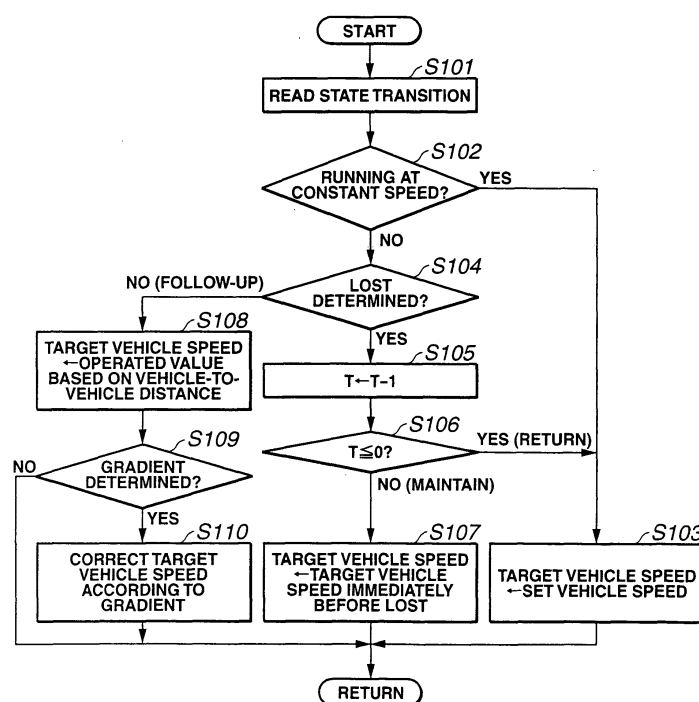 START
S101
READ STATE TRANSITION
S102
RUNNING AT
CONSTANT SPEED?
YES
NO
S104
NO (FOLLOW-UP)
LOST
DETERMINED?
YES
S108
TARGET VEHICLE SPEED
←OPERATED VALUE
BASED ON VEHICLE-TO-
VEHICLE DISTANCE
S105
T←T-1
S106
T≦0?
YES (RETURN)
NO (MAINTAIN)
S109
NO
GRADIENT
DETERMINED?
YES
S110
CORRECT TARGET
VEHICLE SPEED
ACCORDING TO
GRADIENT
S107
TARGET VEHICLE SPEED
←TARGET VEHICLE
SPEED IMMEDIATELY
BEFORE LOST
S103
TARGET VEHICLE SPEED
←SET VEHICLE SPEED
RETURN